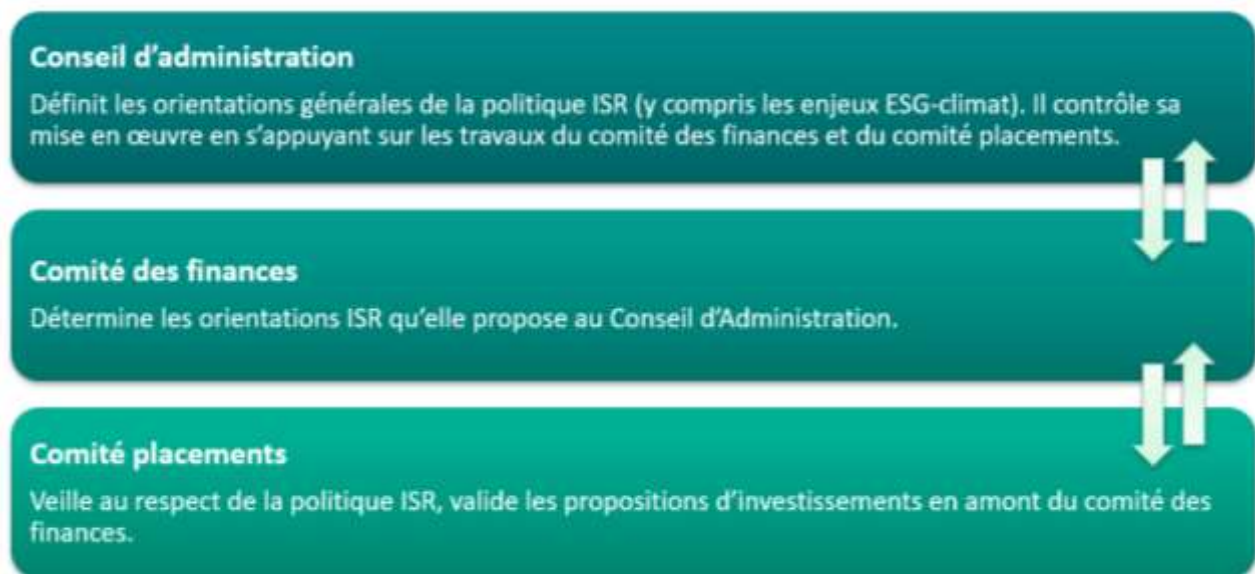 Conseil d’administration
Définit les orientations générales de la politique ISR (y compris les enjeux ESG-climat). Il contrôle sa
mise en œuvre en s’appuyant sur les travaux du comité des finances et du comité placements.
Comité des finances
Détermine les orientations ISR qu’elle propose au Conseil d’Administration.
Comité placements
Veille au respect de la politique ISR, valide les propositions d’investissements en amont du comité des
finances.